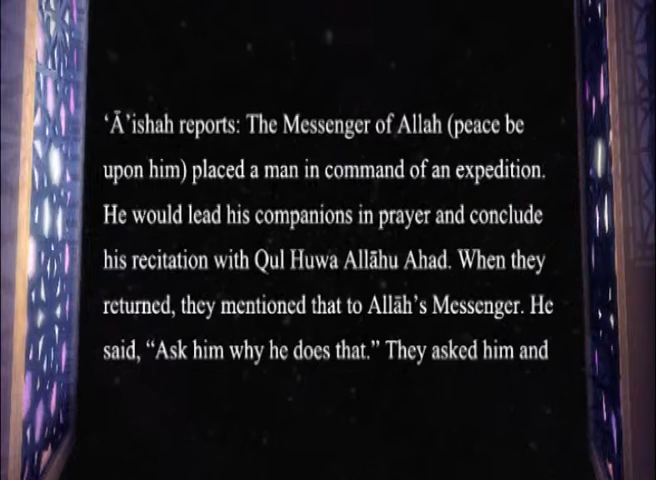 ‘Ā’ishah reports: The Messenger of Allah (peace be
upon him) placed a man in command of an expedition.
He would lead his companions in prayer and conclude
his recitation with Qul Huwa Allāhu Ahad. When they
returned, they mentioned that to Allāh’s Messenger. He
said, “Ask him why he does that.” They asked him and